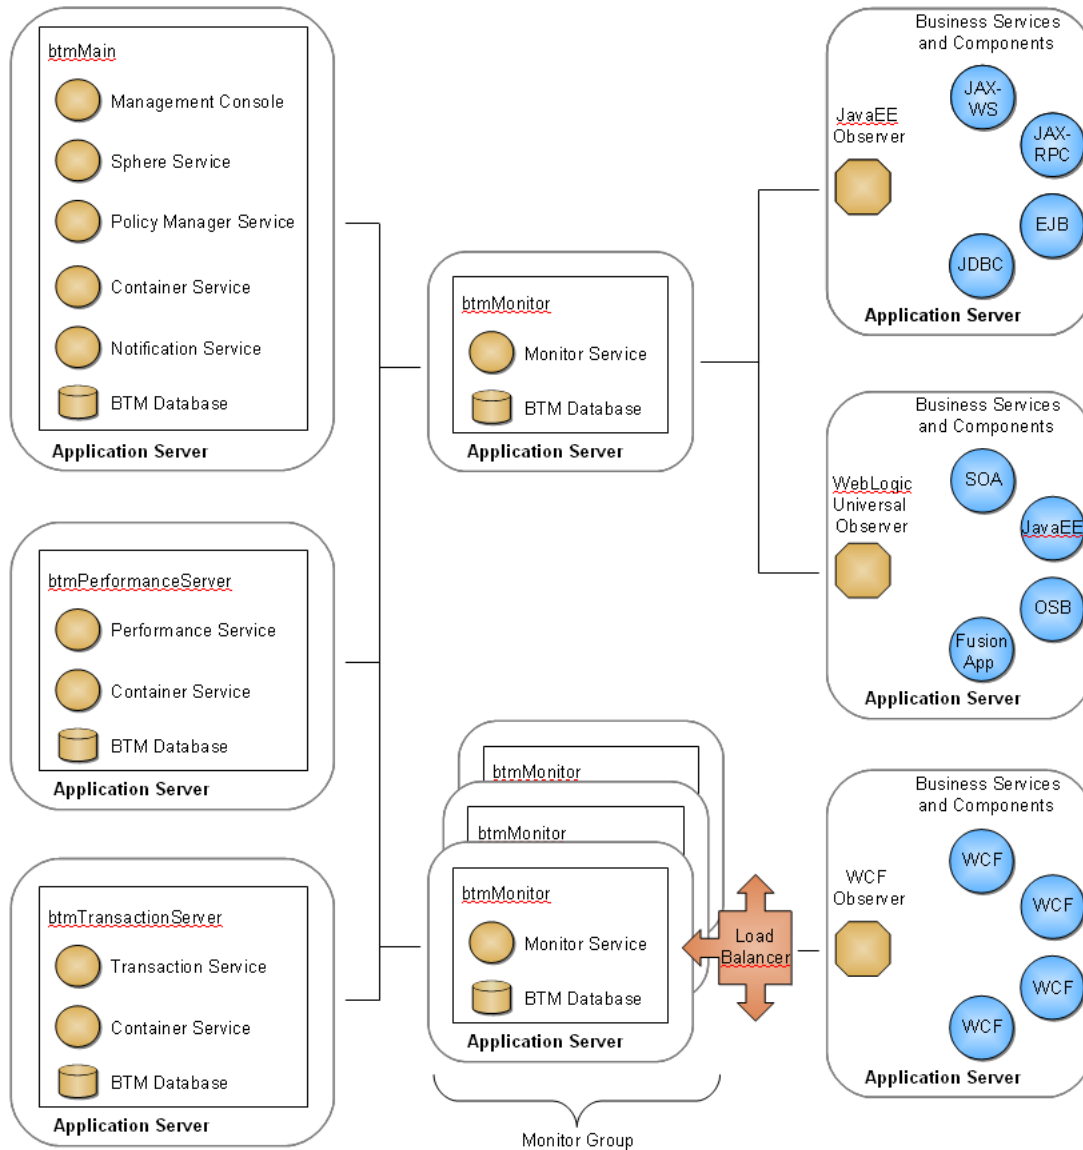 btmMain
Management Console
Sphere Service
Policy Manager Service
Container Service
Notification Service
BTM Database
Application Server
btmPerformanceServer
Performance Service
Container Service
BTM Database
Application Server
btmTransactionServer
Transaction Service
Container Service
BTM Database
Application Server
btmMonitor
Monitor Service
BTM Database
Application Server
btmMonitor
btmMonitor
btmMonitor
Monitor Service
BTM Database
Application Server
Monitor Group
Load
Balancer
Business Services
and Components
JavaEE
Observer
JAX-
WS
JAX-
RPC
EJB
JDBC
Application Server
Business Services
and Components
WebLogic
Universal
Observer
SOA
JavaEE
OSB
Fusion
App
Application Server
Business Services
and Components
WCF
Observer
WCF
WCF
WCF
WCF
Application Server